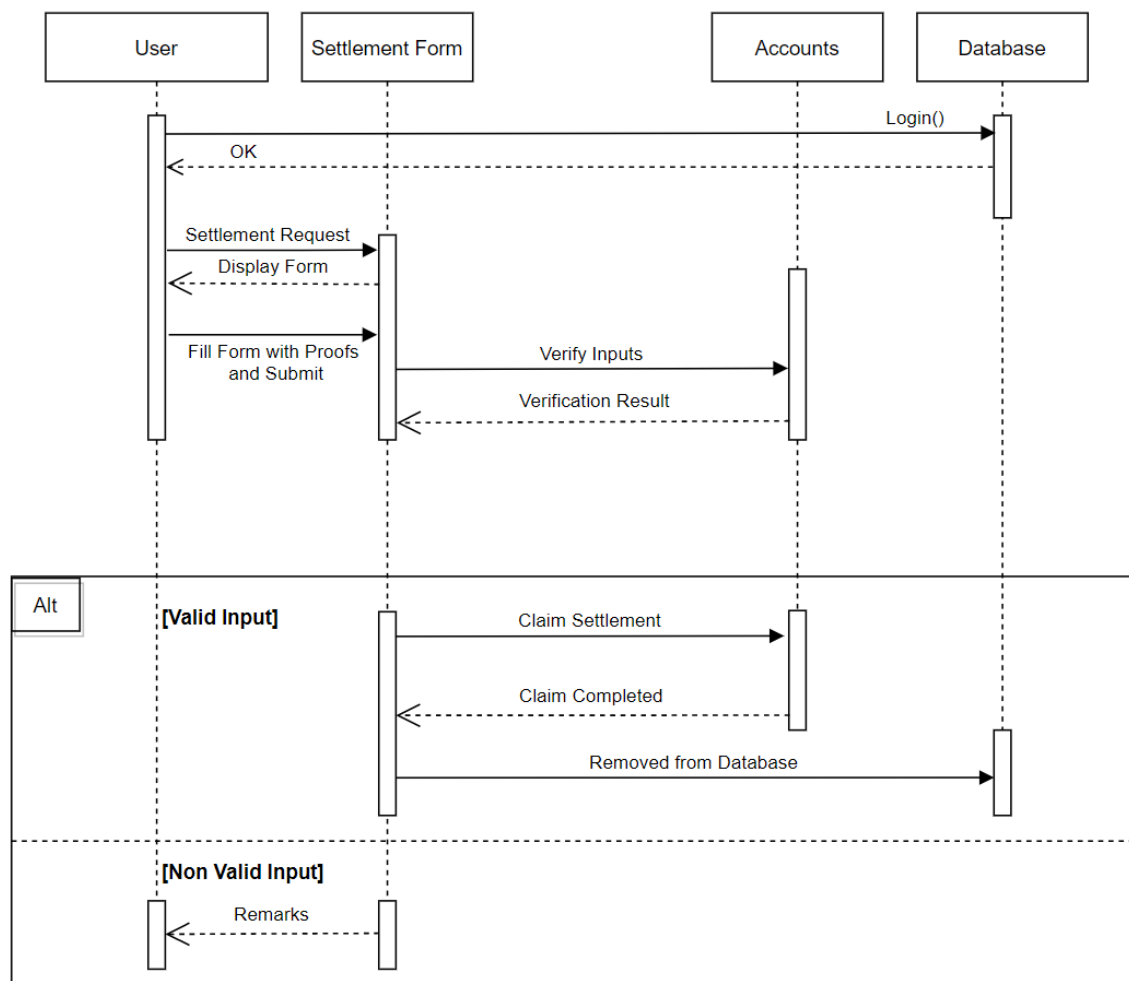 User
Settlement Form
Accounts
Database
Login()
OK
Settlement Request
Display Form
Fill Form with Proofs
and Submit
Verify Inputs
Verification Result
Alt
[Valid Input]
Claim Settlement
Claim Completed
Removed from Database
[Non Valid Input]
Remarks